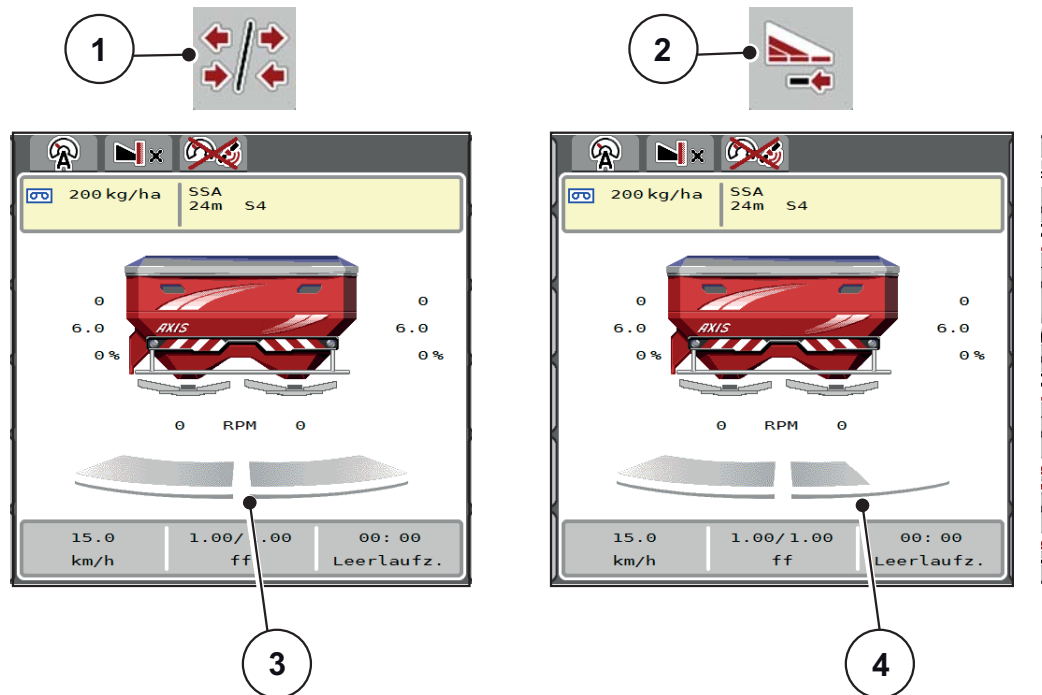 1
2
A
x
200 kg/ha
SSA
24m S4
0
0
6.0
AXIS
6.0
0%
0%
0 RPM 0
15.0
km/h
1.00/ .00
ff
00:00
Leerlaufz.
3
A
x
200 kg/ha
SSA
24m S4
0
0
6.0
AXIS
6.0
0%
0%
0 RPM 0
15.0
km/h
1.00/1.00
ff
00:00
Leerlaufz.
4